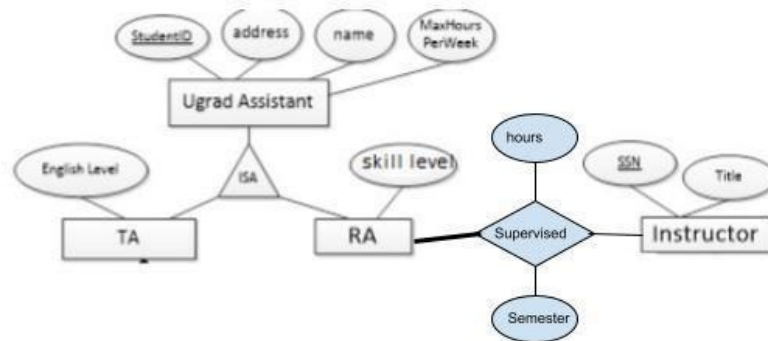 StudentID
address
name
MaxHours
PerWeek
Ugrad Assistant
English Level
ISA
skill level
hours
SSN
Title
TA
RA
Supervised
Instructor
Semester